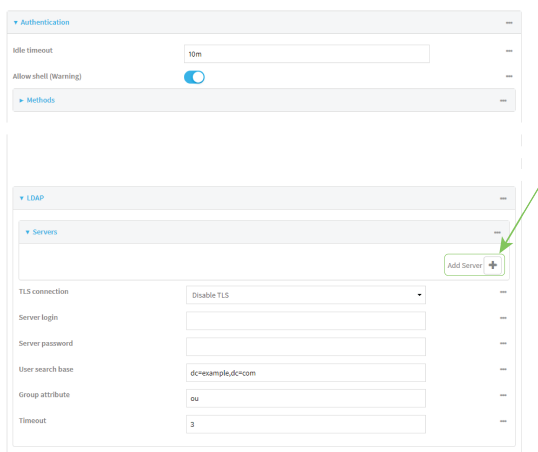 Authentication
Idle timeout 10m
Allow shell (Warning)
Methods
LDAP
Servers
Add Server
TLS connection Disable TLS
Server login
Server password
User search base dc=example,dc=com
Group attribute ou
Timeout 3